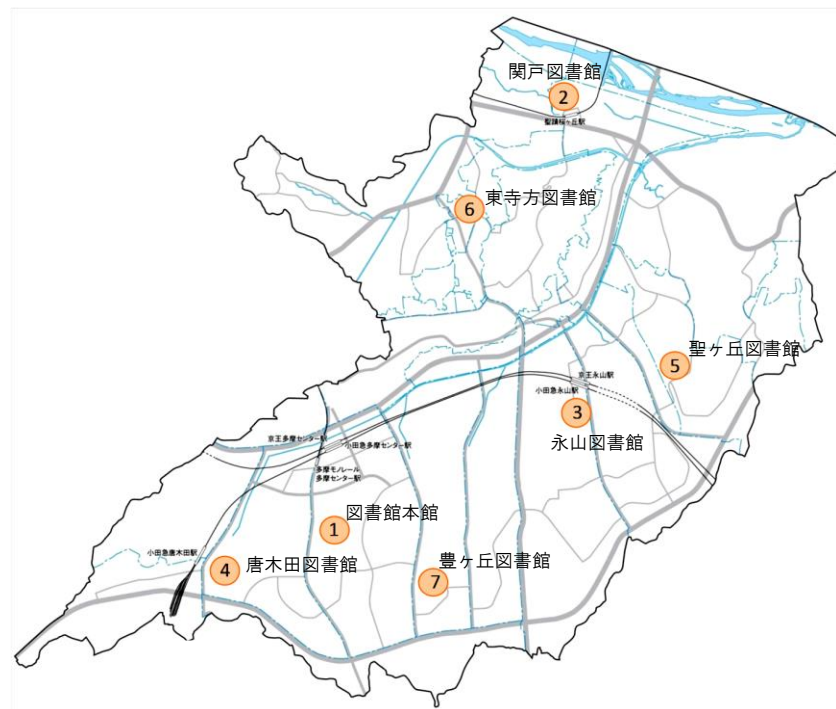 関戸図書館
2
聖蹟桜ヶ丘駅
6
東寺方図書館
聖ヶ丘図書館
5
京王永山駅
小田急永山駅
3
永山図書館
京王多摩センター駅
小田急多摩センター駅
多摩モノレール
多摩センター駅
図書館本館
1
小田急唐木田駅
4
唐木田図書館
豊ヶ丘図書館
7